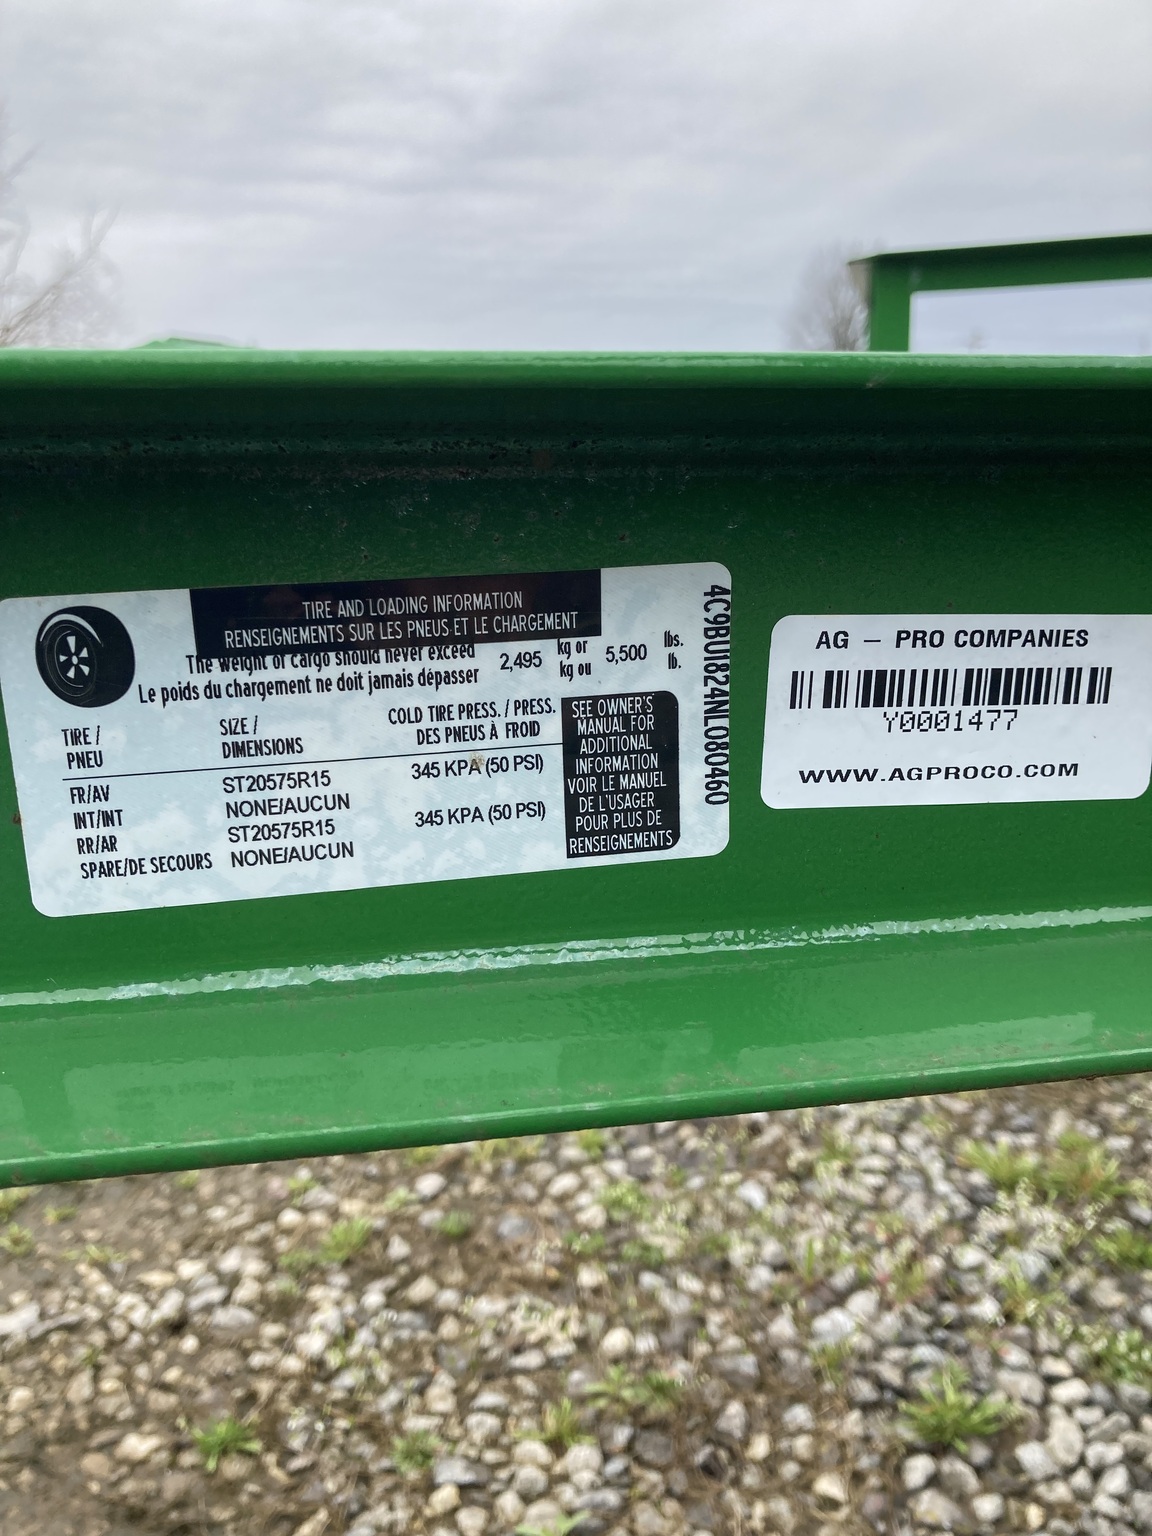 TIRE AND LOADING INFORMATION
RENSEIGNEMENTS SUR LES PNEUS ET LE CHARGEMENT
The weight of cargo should never exceed 2,495 kg or 5,500 lbs.
Le poids du chargement ne doit jamais dépasser kg ou lb.
TIRE / SIZE / COLD TIRE PRESS. / PRESS.
PNEU DIMENSIONS DES PNEUS À FROID
FR/AV ST20575R15 345 KPA (50 PSI)
INT/INT NONE/AUCUN
RR/AR ST20575R15 345 KPA (50 PSI)
SPARE/DE SECOURS NONE/AUCUN
SEE OWNER'S
MANUAL FOR
ADDITIONAL
INFORMATION
VOIR LE MANUEL
DE L'USAGER
POUR PLUS DE
RENSEIGNEMENTS
4C9BU1824NL080460
AG - PRO COMPANIES
Y0001477
WWW.AGPROCO.COM